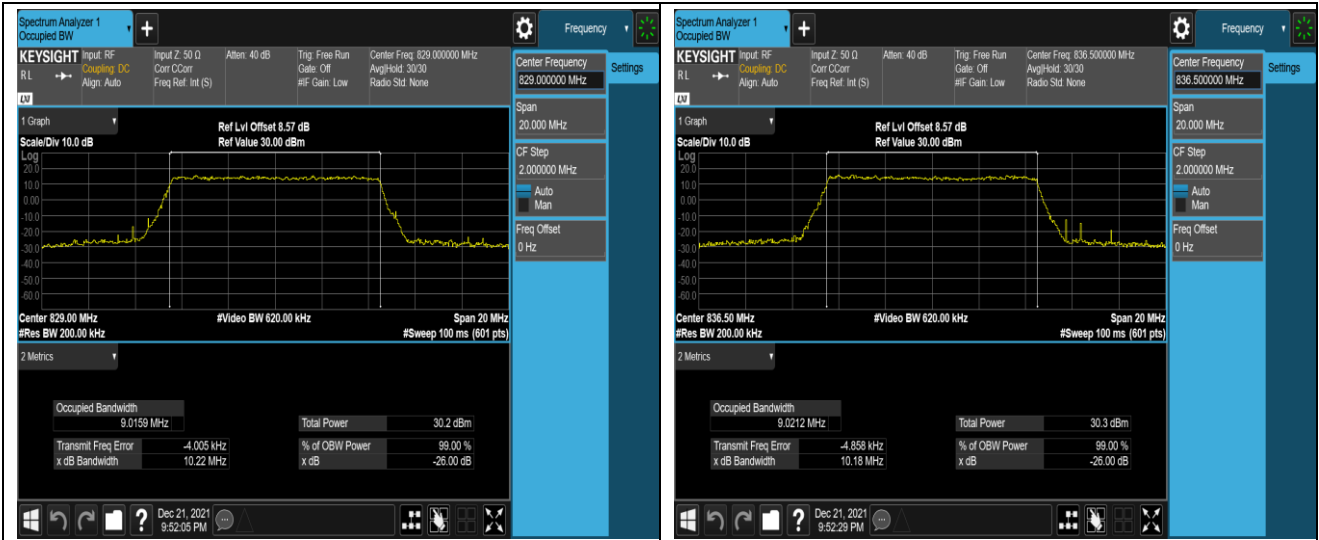 Spectrum Analyzer 1
Occupied BW
+
Frequency
KEYSIGHT Input: RF
RL
Coupling: DC
Align: Auto
Input Z: 50 Ω
Corr CCorr
Freq Ref: Int (S)
Atten: 40 dB
Trig: Free Run
Gate: Off
#IF Gain: Low
Center Freq: 829.000000 MHz
Avg|Hold: 30/30
Radio Std: None
LXI
Center Frequency
829.000000 MHz
Settings
Span
20.000 MHz
CF Step
2.000000 MHz
Auto
Man
Freq Offset
0 Hz
1 Graph
Ref Lvl Offset 8.57 dB
Scale/Div 10.0 dB
Ref Value 30.00 dBm
Log
20.0
10.0
0.00
-10.0
-20.0
-30.0
-40.0
-50.0
-60.0
Center 829.00 MHz
#Video BW 620.00 kHz
Span 20 MHz
#Res BW 200.00 kHz
#Sweep 100 ms (601 pts)
2 Metrics
Occupied Bandwidth
9.0159 MHz
Total Power 30.2 dBm
Transmit Freq Error -4.005 kHz
% of OBW Power 99.00 %
x dB Bandwidth 10.22 MHz
x dB -26.00 dB
?
Dec 21, 2021
9:52:05 PM
Spectrum Analyzer 1
Occupied BW
+
Frequency
KEYSIGHT Input: RF
RL
Coupling: DC
Align: Auto
Input Z: 50 Ω
Corr CCorr
Freq Ref: Int (S)
Atten: 40 dB
Trig: Free Run
Gate: Off
#IF Gain: Low
Center Freq: 836.500000 MHz
Avg|Hold: 30/30
Radio Std: None
LXI
Center Frequency
836.500000 MHz
Settings
Span
20.000 MHz
CF Step
2.000000 MHz
Auto
Man
Freq Offset
0 Hz
1 Graph
Ref Lvl Offset 8.57 dB
Scale/Div 10.0 dB
Ref Value 30.00 dBm
Log
20.0
10.0
0.00
-10.0
-20.0
-30.0
-40.0
-50.0
-60.0
Center 836.50 MHz
#Video BW 620.00 kHz
Span 20 MHz
#Res BW 200.00 kHz
#Sweep 100 ms (601 pts)
2 Metrics
Occupied Bandwidth
9.0212 MHz
Total Power 30.3 dBm
Transmit Freq Error -4.858 kHz
% of OBW Power 99.00 %
x dB Bandwidth 10.18 MHz
x dB -26.00 dB
?
Dec 21, 2021
9:52:29 PM